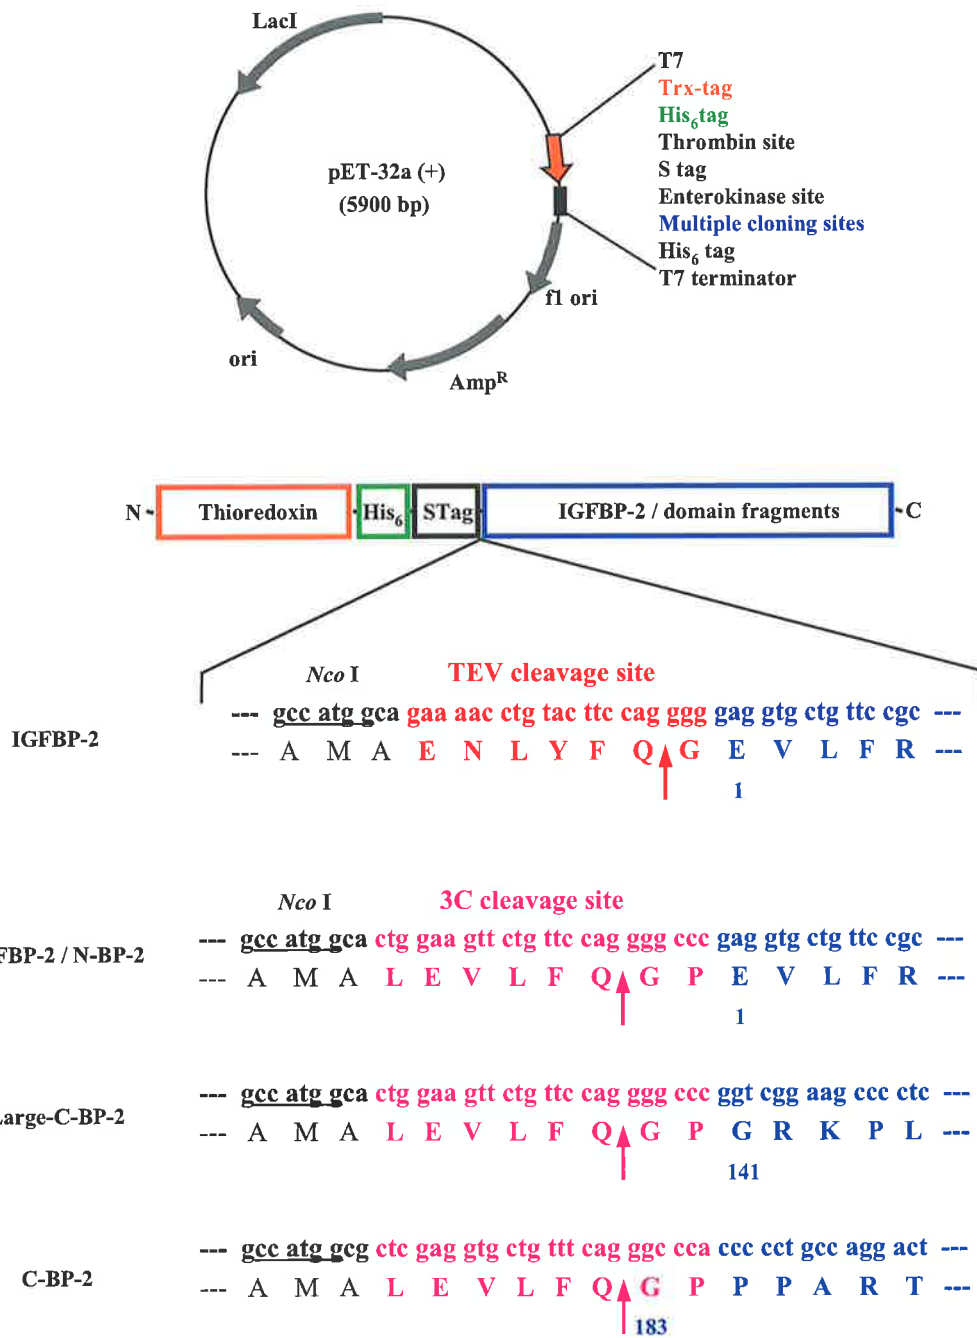 LacI
T7
Trx-tag
His6tag
Thrombin site
S tag
Enterokinase site
Multiple cloning sites
His6 tag
T7 terminator
pET-32a (+)
(5900 bp)
f1 ori
ori
AmpR
N - Thioredoxin His6 STag IGFBP-2 / domain fragments - C
Nco I TEV cleavage site
--- gcc atg gca gaa aac ctg tac ttc cag ggg gag gtg ctg ttc cgc ---
IGFBP-2
--- A M A E N L Y F Q G E V L F R ---
1
Nco I 3C cleavage site
--- gcc atg gca ctg gaa gtt ctg ttc cag ggg ccc gag gtg ctg ttc cgc ---
FBP-2 / N-BP-2
--- A M A L E V L F Q G P E V L F R ---
1
--- gcc atg gca ctg gaa gtt ctg ttc cag ggg ccc ggt cgg aag ccc ctc ---
Large-C-BP-2
--- A M A L E V L F Q G P G R K P L ---
141
--- gcc atg gcg ctc gag gtg ctg ttt cag ggc cca ccc cct gcc agg act ---
C-BP-2
--- A M A L E V L F Q G P P P A R T ---
183